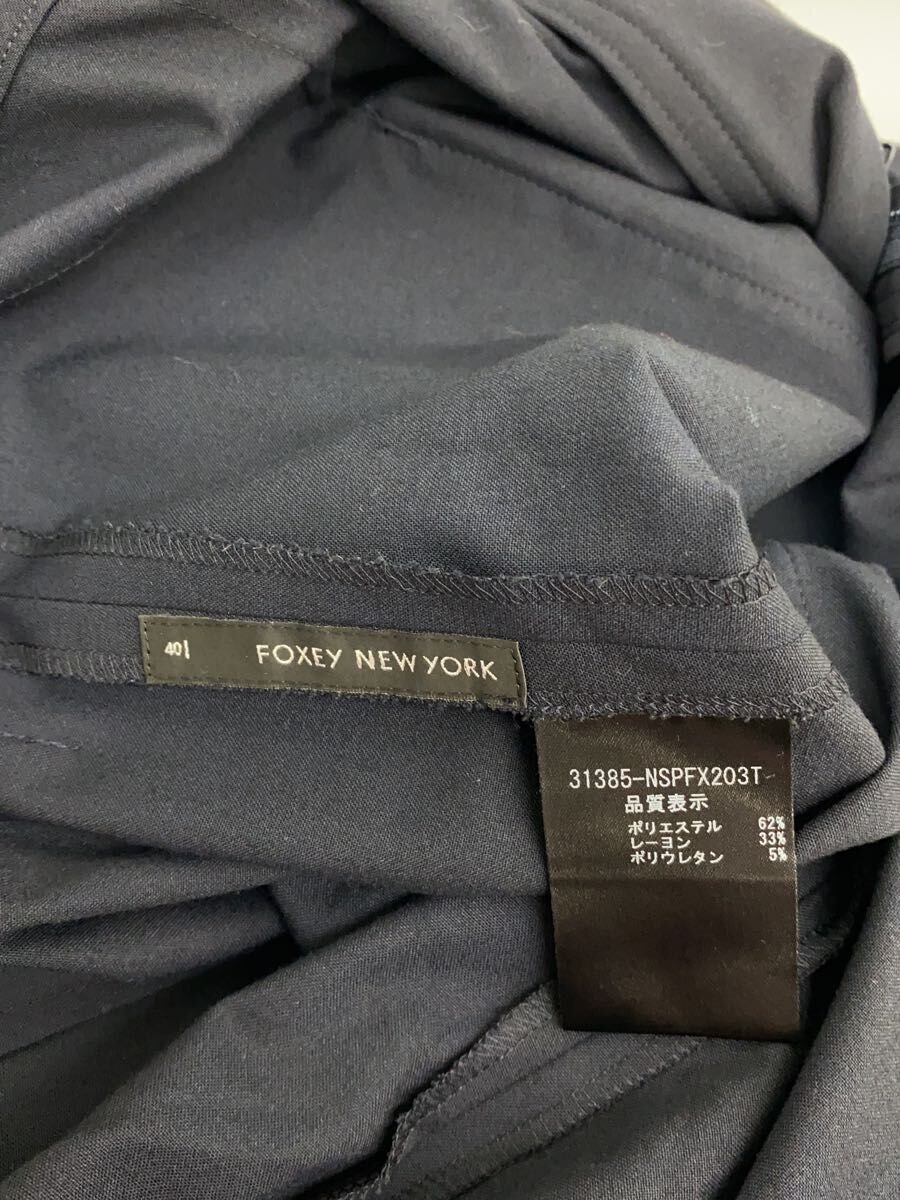 40 FOXEY NEW YORK
31385-NSPFX203T
品質表示
ポリエステル 62%
レーヨン 33%
ポリウレタン 5%